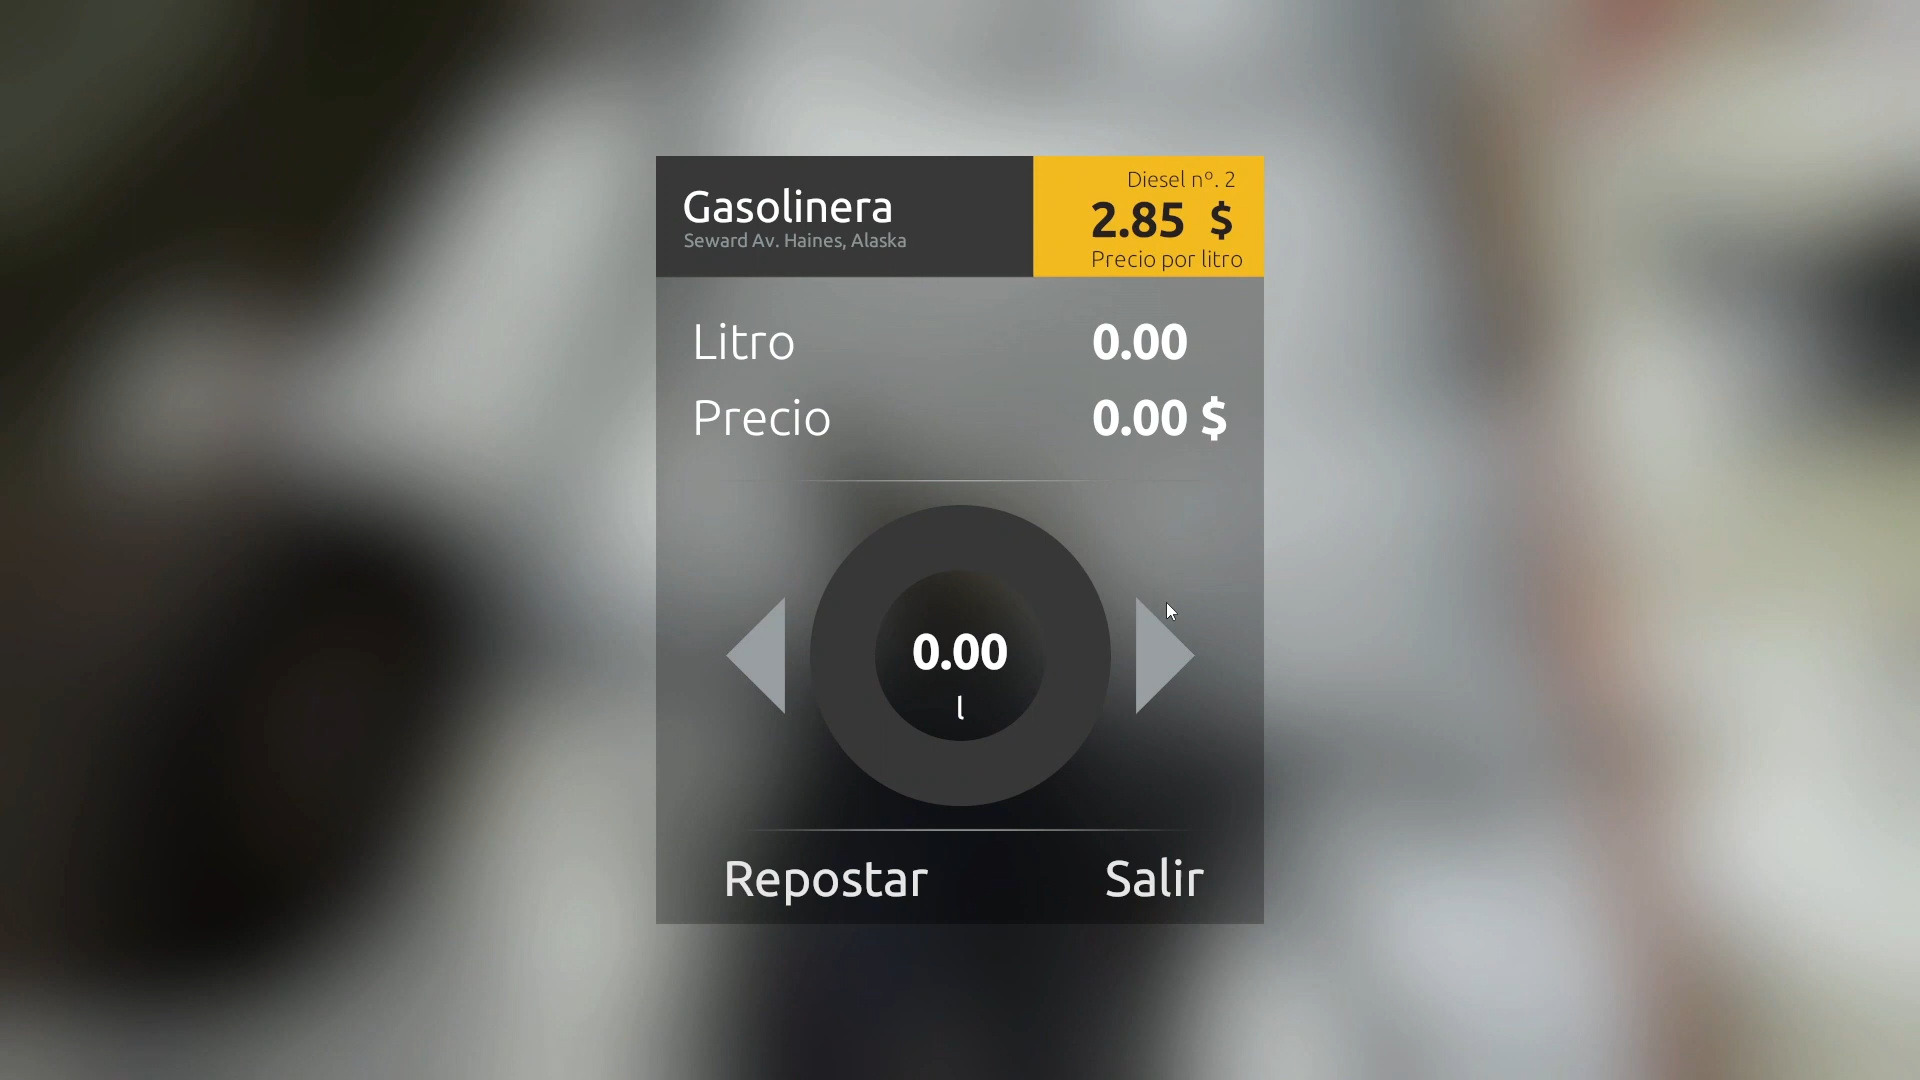 Gasolinera
Seward Av. Haines, Alaska
Diesel nº. 2
2.85 $
Precio por litro
Litro 0.00
Precio 0.00 $
0.00
l
Repostar Salir